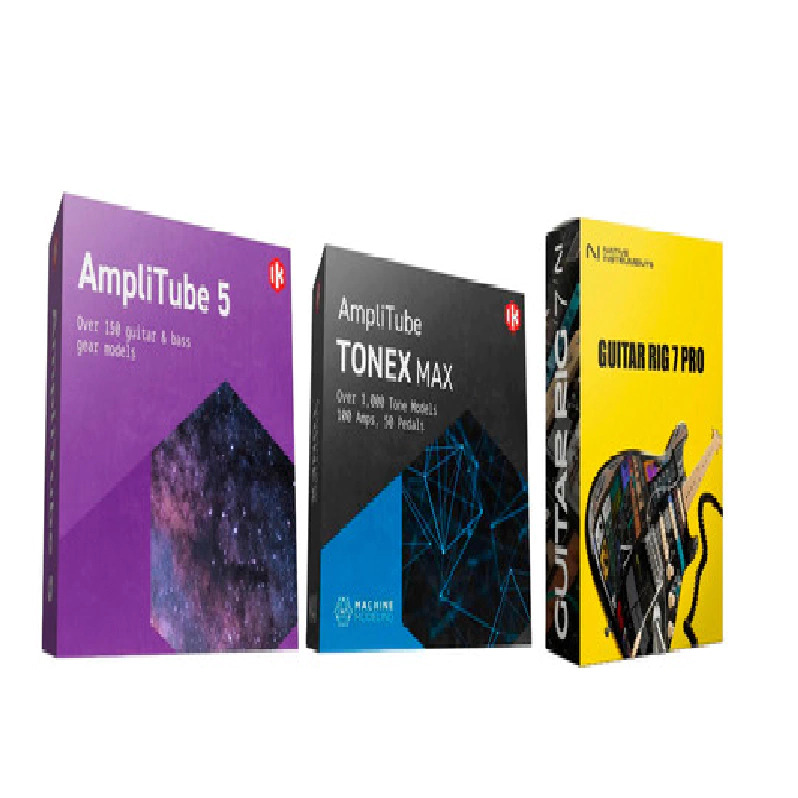 AmpliTube 5
Over 150 guitar & bass
gear models
AmpliTube
TONEX MAX
Over 1,000 Tone Models
100 Amps, 50 Pedals
MACHINE
MODELING
GUITAR RIG 7
NATIVE
INSTRUMENTS
GUITAR RIG 7 PRO